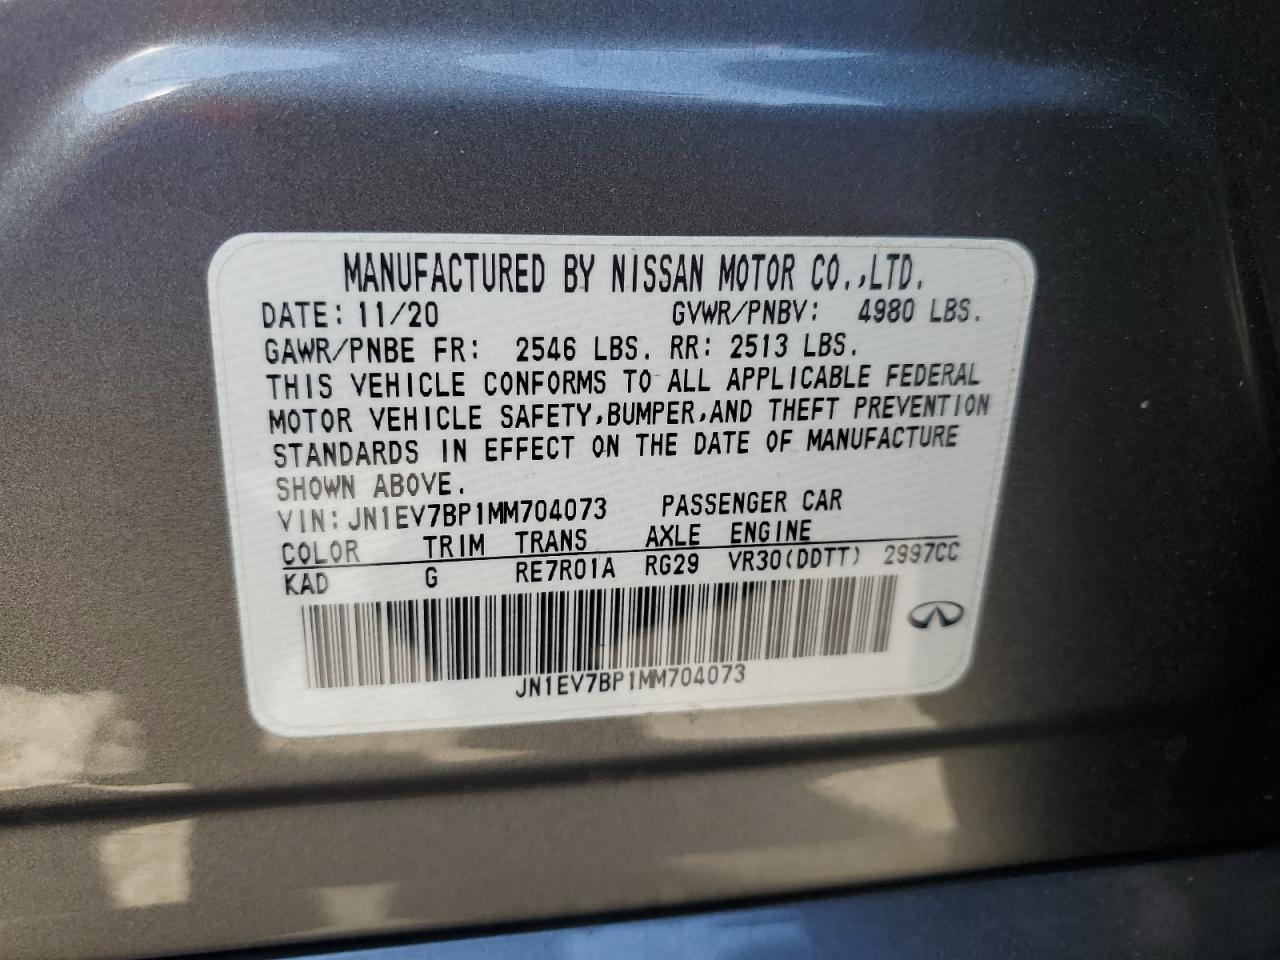 MANUFACTURED BY NISSAN MOTOR CO.,LTD.
DATE: 11/20 GVWR/PNBV: 4980 LBS.
GAWR/PNBE FR: 2546 LBS. RR: 2513 LBS.
THIS VEHICLE CONFORMS TO ALL APPLICABLE FEDERAL
MOTOR VEHICLE SAFETY,BUMPER,AND THEFT PREVENTION
STANDARDS IN EFFECT ON THE DATE OF MANUFACTURE
SHOWN ABOVE.
VIN: JN1EV7BP1MM704073 PASSENGER CAR
COLOR TRIM TRANS AXLE ENGINE
KAD G RE7R01A RG29 VR30(DDTT) 2997CC
JN1EV7BP1MM704073